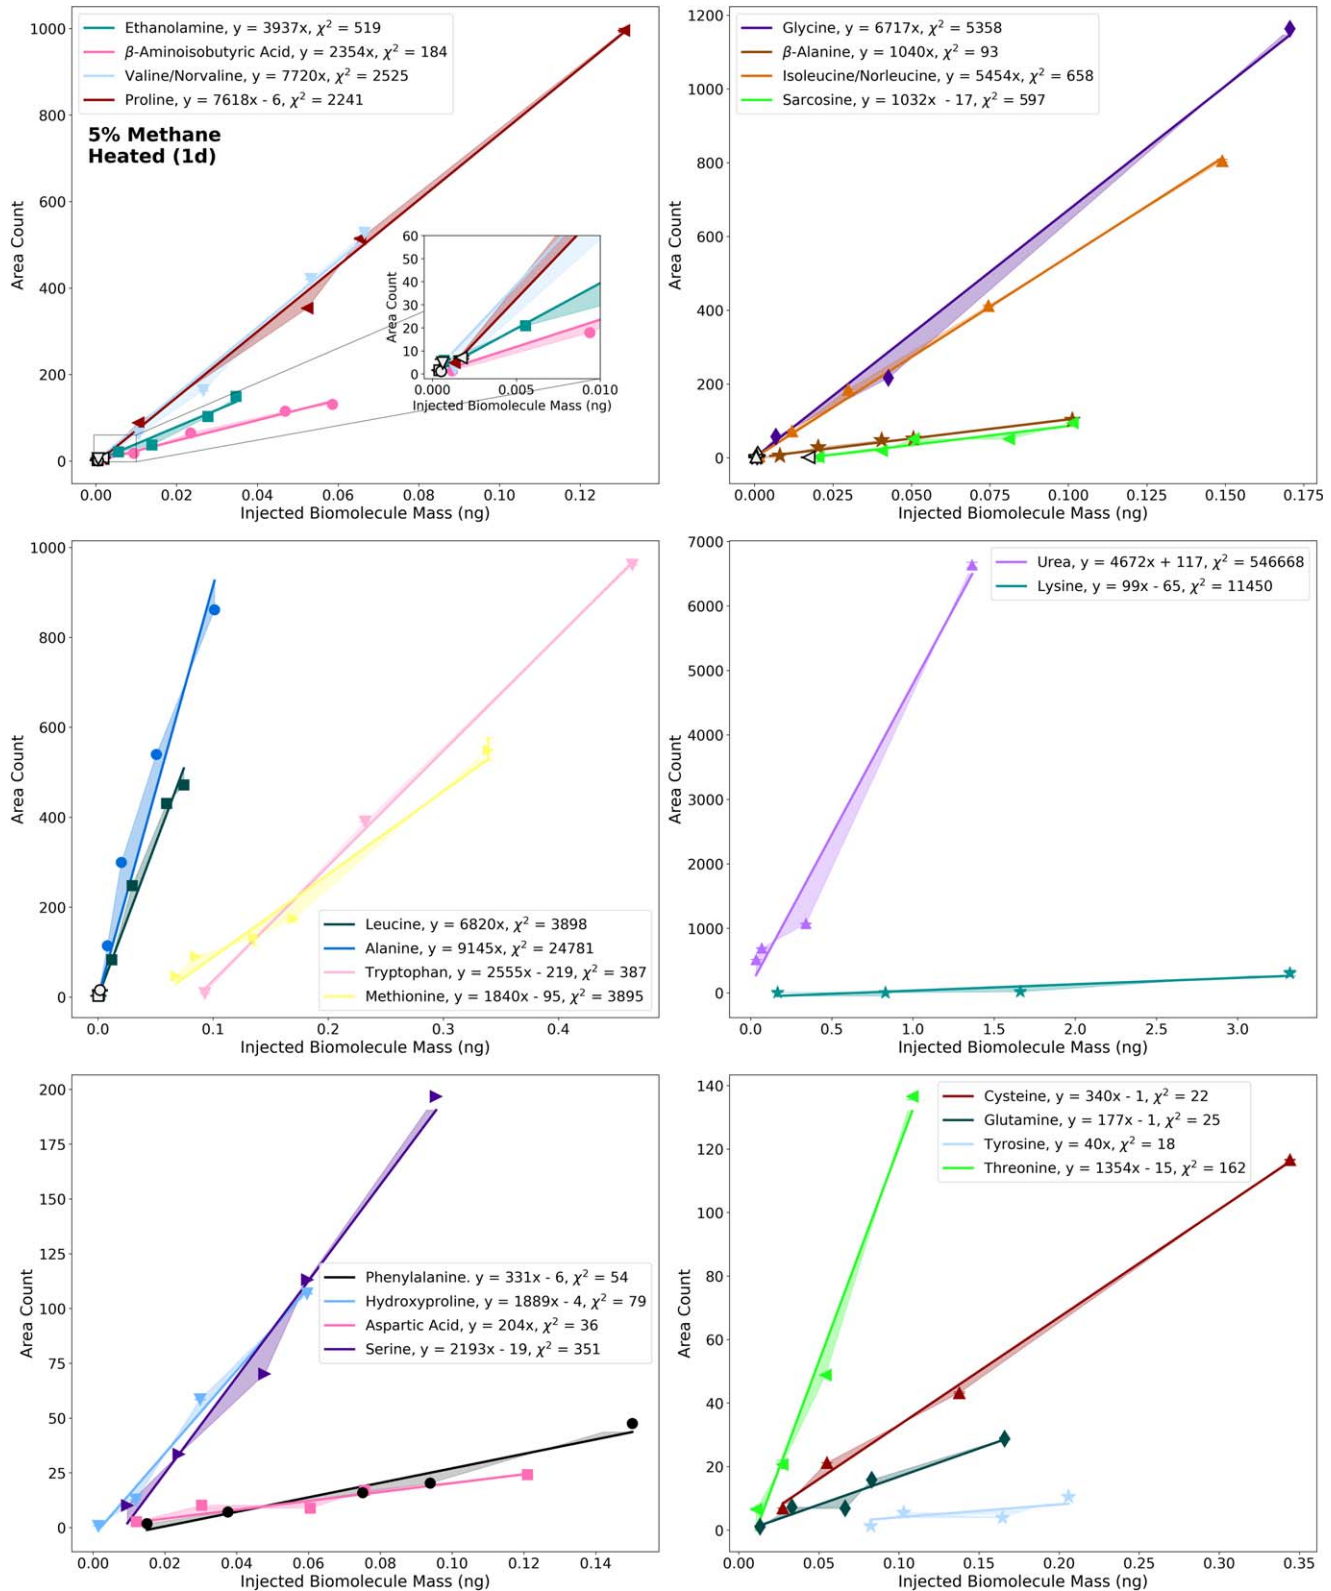 Ethanolamine, y = 3937x, χ² = 519
β-Aminoisobutyric Acid, y = 2354x, χ² = 184
Valine/Norvaline, y = 7720x, χ² = 2525
Proline, y = 7618x - 6, χ² = 2241
5% Methane
Heated (1d)
1000
800
600
400
200
0
Area Count
0.00 0.02 0.04 0.06 0.08 0.10 0.12
Injected Biomolecule Mass (ng)
60
50
40
30
20
10
0
Area Count
0.000 0.005 0.010
Injected Biomolecule Mass (ng)
Glycine, y = 6717x, χ² = 5358
β-Alanine, y = 1040x, χ² = 93
Isoleucine/Norleucine, y = 5454x, χ² = 658
Sarcosine, y = 1032x - 17, χ² = 597
1200
1000
800
600
400
200
0
Area Count
0.000 0.025 0.050 0.075 0.100 0.125 0.150 0.175
Injected Biomolecule Mass (ng)
1000
800
600
400
200
0
Area Count
Leucine, y = 6820x, χ² = 3898
Alanine, y = 9145x, χ² = 24781
Tryptophan, y = 2555x - 219, χ² = 387
Methionine, y = 1840x - 95, χ² = 3895
0.0 0.1 0.2 0.3 0.4
Injected Biomolecule Mass (ng)
Urea, y = 4672x + 117, χ² = 546668
Lysine, y = 99x - 65, χ² = 11450
7000
6000
5000
4000
3000
2000
1000
0
Area Count
0.0 0.5 1.0 1.5 2.0 2.5 3.0
Injected Biomolecule Mass (ng)
200
175
150
125
100
75
50
25
0
Area Count
Phenylalanine. y = 331x - 6, χ² = 54
Hydroxyproline, y = 1889x - 4, χ² = 79
Aspartic Acid, y = 204x, χ² = 36
Serine, y = 2193x - 19, χ² = 351
0.00 0.02 0.04 0.06 0.08 0.10 0.12 0.14
Injected Biomolecule Mass (ng)
Cysteine, y = 340x - 1, χ² = 22
Glutamine, y = 177x - 1, χ² = 25
Tyrosine, y = 40x, χ² = 18
Threonine, y = 1354x - 15, χ² = 162
140
120
100
80
60
40
20
0
Area Count
0.00 0.05 0.10 0.15 0.20 0.25 0.30 0.35
Injected Biomolecule Mass (ng)